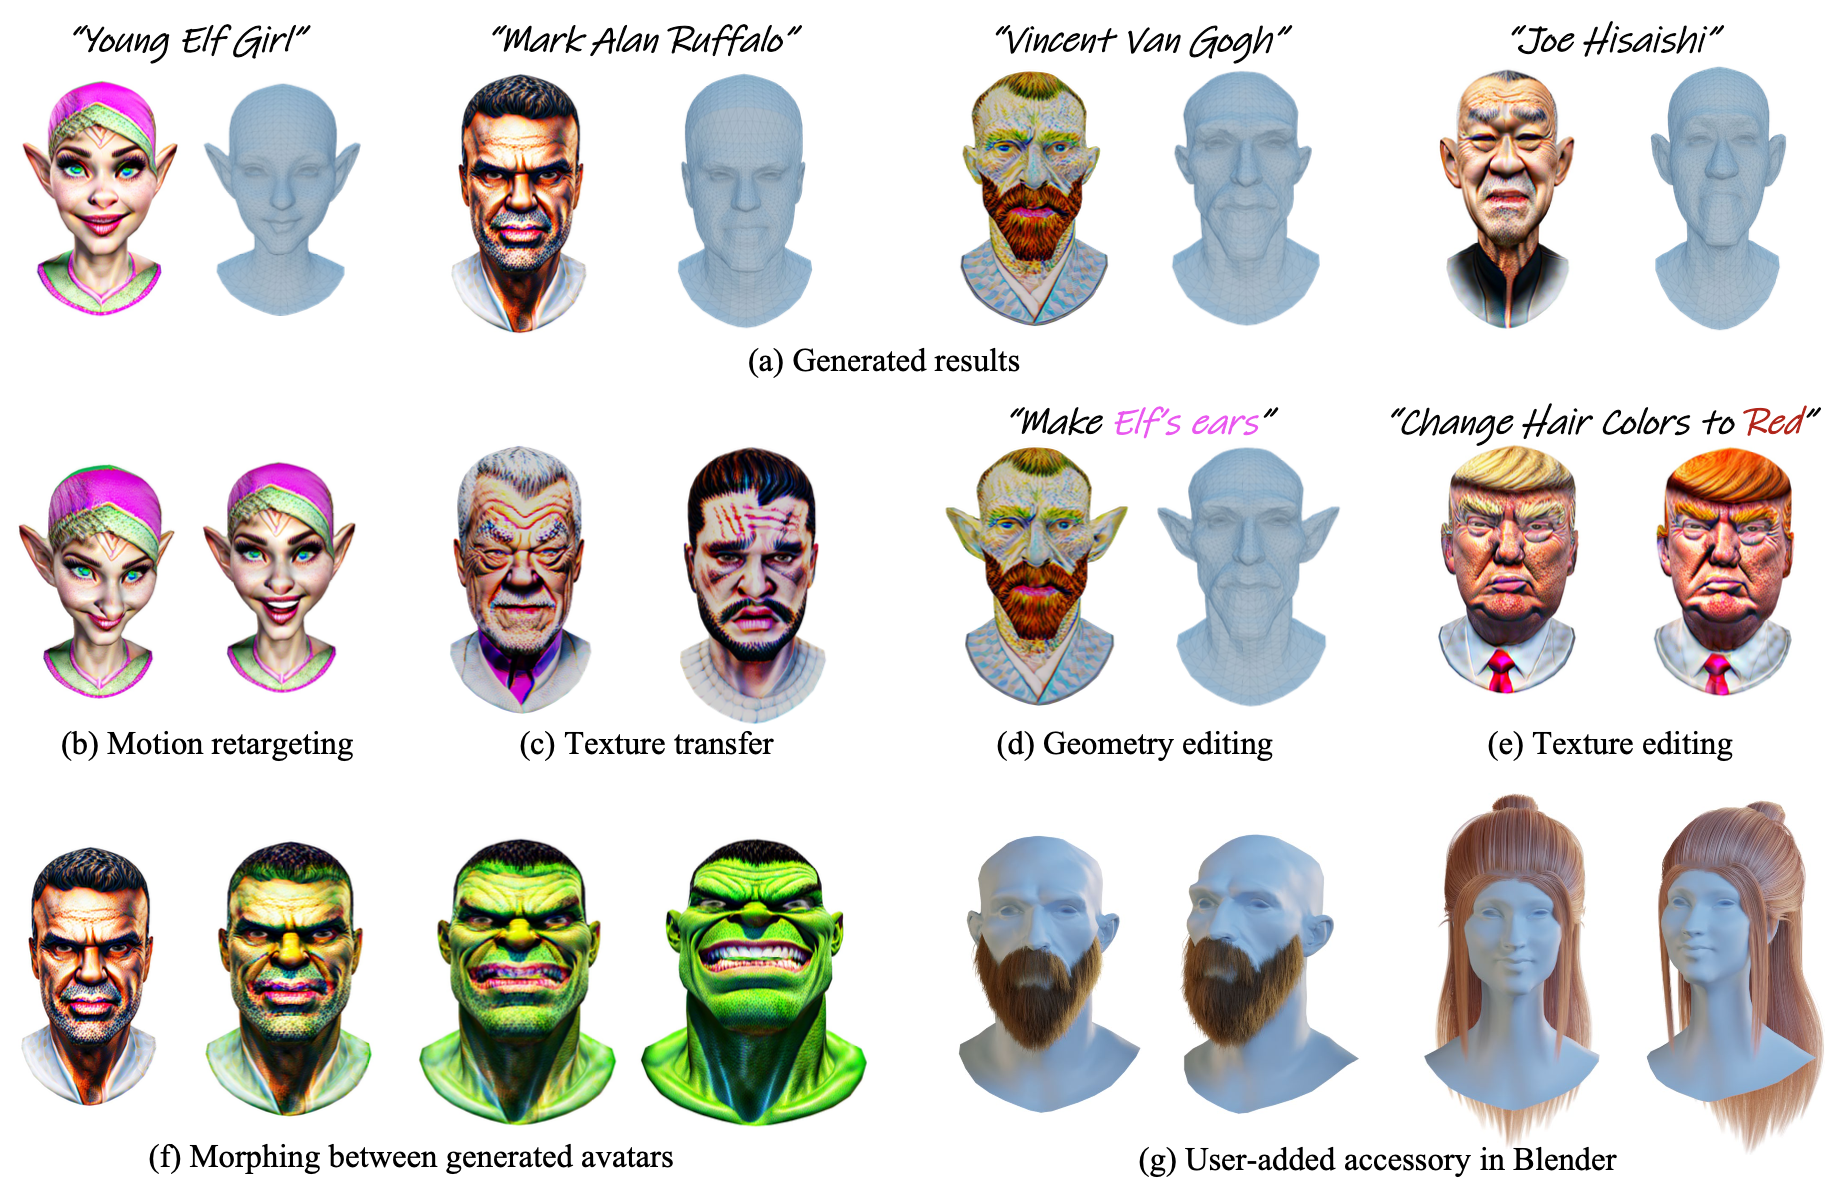 “Young Elf Girl”
“Mark Alan Ruffalo”
“Vincent Van Gogh”
“Joe Hisaishi”
(a) Generated results
“Make Elf’s ears”
“Change Hair Colors to Red”
(b) Motion retargeting
(c) Texture transfer
(d) Geometry editing
(e) Texture editing
(f) Morphing between generated avatars
(g) User-added accessory in Blender